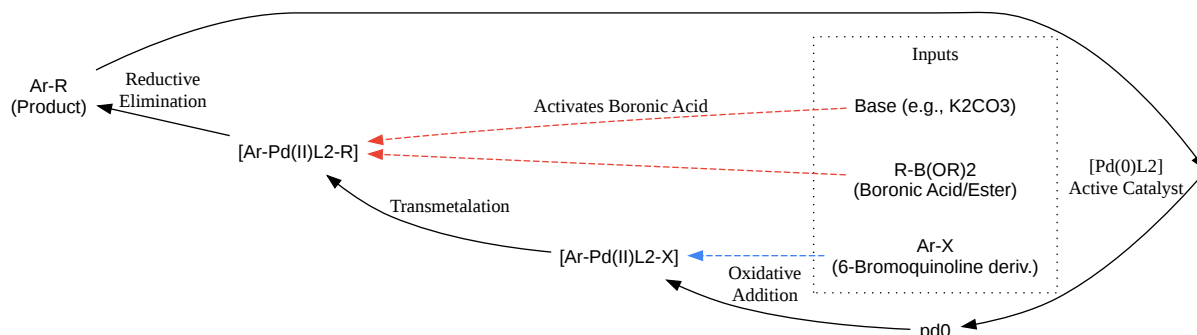 Inputs
Ar-R
(Product)
Reductive
Elimination
Activates Boronic Acid
Base (e.g., K2CO3)
[Ar-Pd(II)L2-R]
R-B(OR)2
(Boronic Acid/Ester)
[Pd(0)L2]
Active Catalyst
Transmetalation
[Ar-Pd(II)L2-X]
Ar-X
(6-Bromoquinoline deriv.)
Oxidative
Addition
pd0